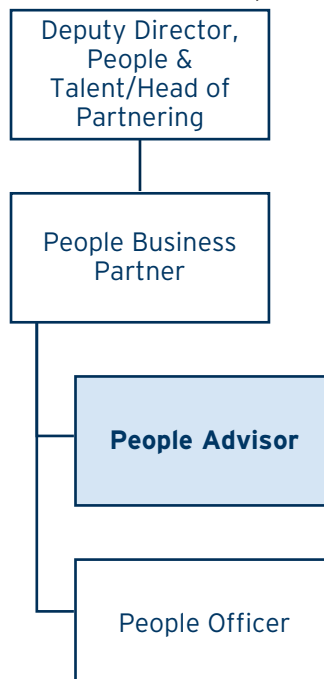 Deputy Director,
People &
Talent/Head of
Partnering
People Business
Partner
People Advisor
People Officer